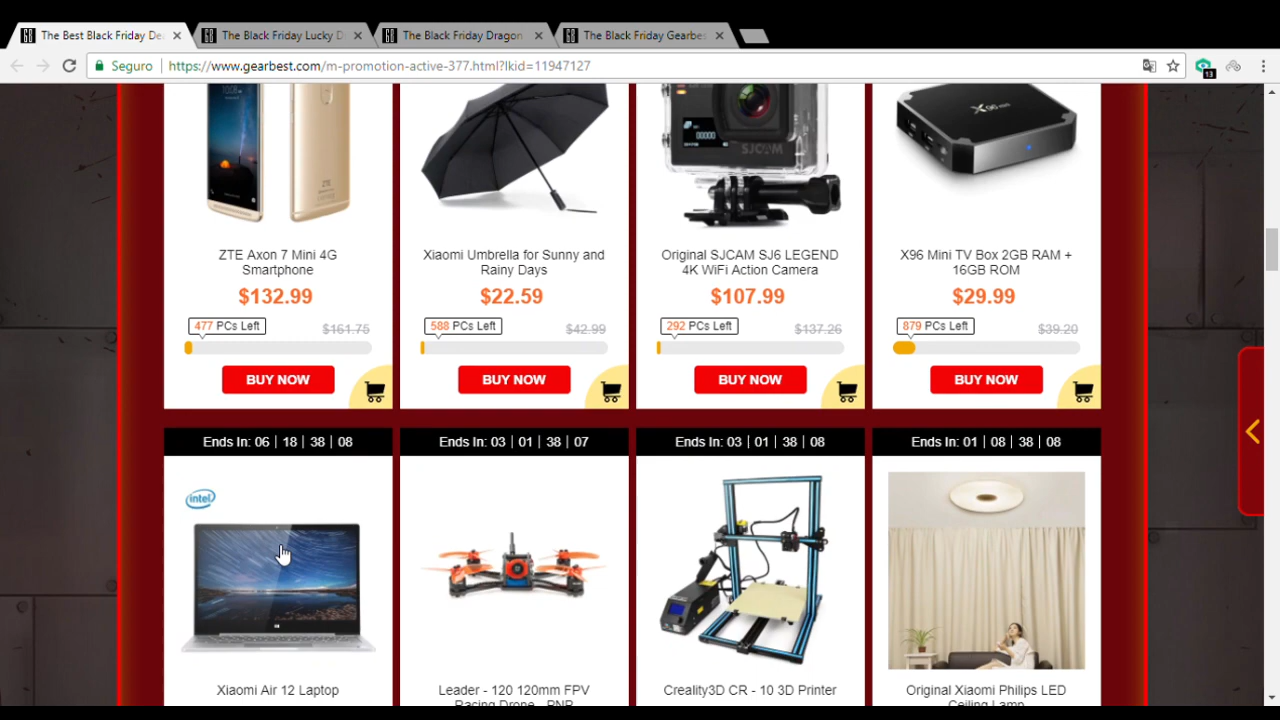 The Best Black Friday De
The Black Friday Lucky D
The Black Friday Dragon
The Black Friday Gearbes
Seguro
https://www.gearbest.com/m-promotion-active-377.html?lkid=11947127
13
ZTE
SJCAM
00000
X96 mini
ZTE Axon 7 Mini 4G
Smartphone
$132.99
477 PCs Left
$161.75
BUY NOW
Xiaomi Umbrella for Sunny and
Rainy Days
$22.59
588 PCs Left
$42.99
BUY NOW
Original SJCAM SJ6 LEGEND
4K WiFi Action Camera
$107.99
292 PCs Left
$137.26
BUY NOW
X96 Mini TV Box 2GB RAM +
16GB ROM
$29.99
879 PCs Left
$39.20
BUY NOW
Ends In: 06 | 18 | 38 | 08
intel
Xiaomi Air 12 Laptop
Ends In: 03 | 01 | 38 | 07
Leader - 120 120mm FPV
Racing Drone - PNP
Ends In: 03 | 01 | 38 | 08
Creality3D CR - 10 3D Printer
Ends In: 01 | 08 | 38 | 08
Original Xiaomi Philips LED
Ceiling Lamp